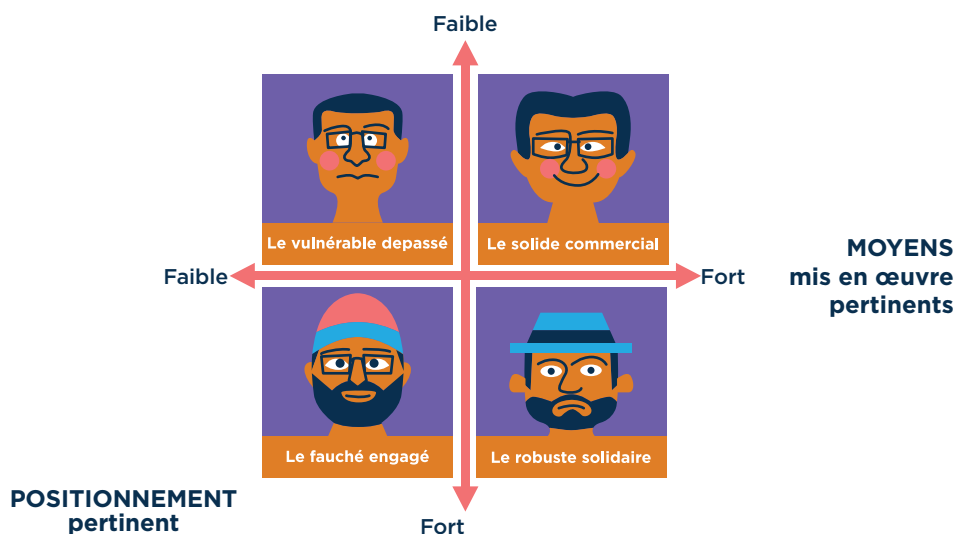 Faible
Le vulnérable depassé
Le solide commercial
Faible
Fort
MOYENS
mis en œuvre
pertinents
Le fauché engagé
Le robuste solidaire
POSITIONNEMENT
pertinent
Fort